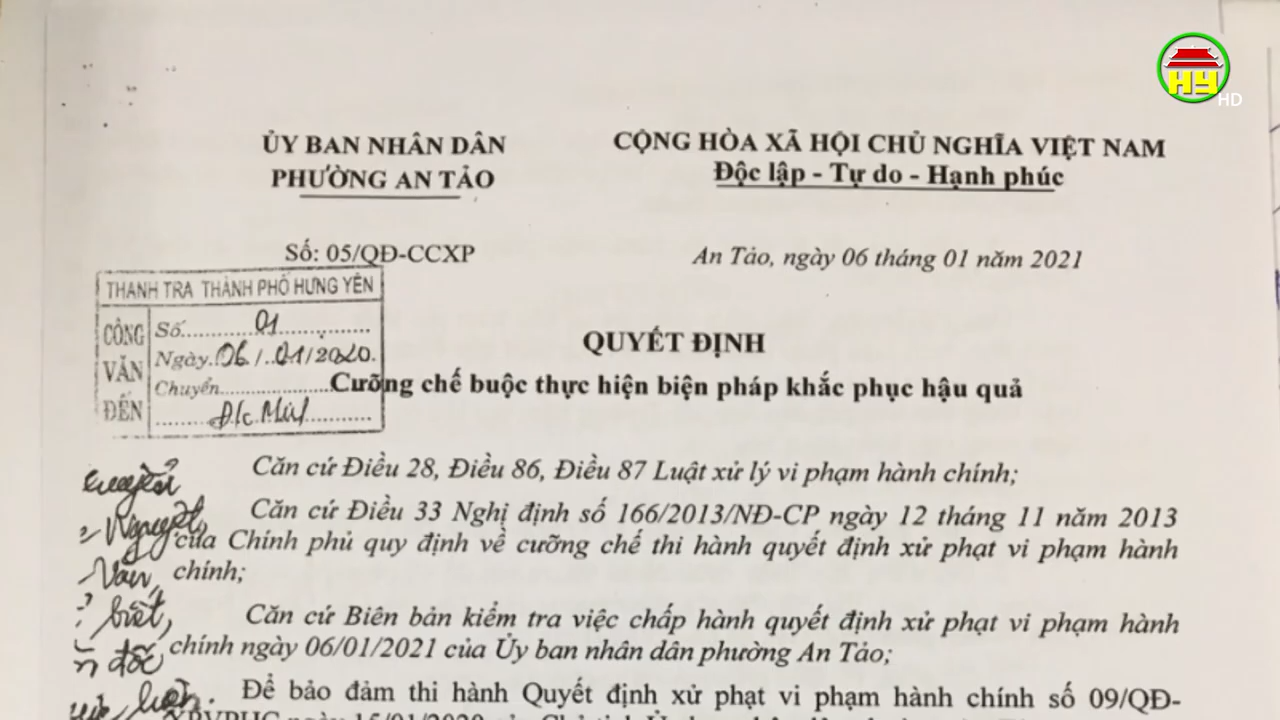 HY HD
ỦY BAN NHÂN DÂN
PHƯỜNG AN TẢO
CỘNG HÒA XÃ HỘI CHỦ NGHĨA VIỆT NAM
Độc lập - Tự do - Hạnh phúc
Số: 05/QĐ-CCXP
An Tảo, ngày 06 tháng 01 năm 2021
THANH TRA THÀNH PHỐ HƯNG YÊN
CÔNG VĂN ĐẾN
Số 01
Ngày 06/01/2020.
Chuyển
QUYẾT ĐỊNH
Cưỡng chế buộc thực hiện biện pháp khắc phục hậu quả
Căn cứ Điều 28, Điều 86, Điều 87 Luật xử lý vi phạm hành chính;
Căn cứ Điều 33 Nghị định số 166/2013/NĐ-CP ngày 12 tháng 11 năm 2013
của Chính phủ quy định về cưỡng chế thi hành quyết định xử phạt vi phạm hành
chính;
Căn cứ Biên bản kiểm tra việc chấp hành quyết định xử phạt vi phạm hành
chính ngày 06/01/2021 của Ủy ban nhân dân phường An Tảo;
Để bảo đảm thi hành Quyết định xử phạt vi phạm hành chính số 09/QĐ-